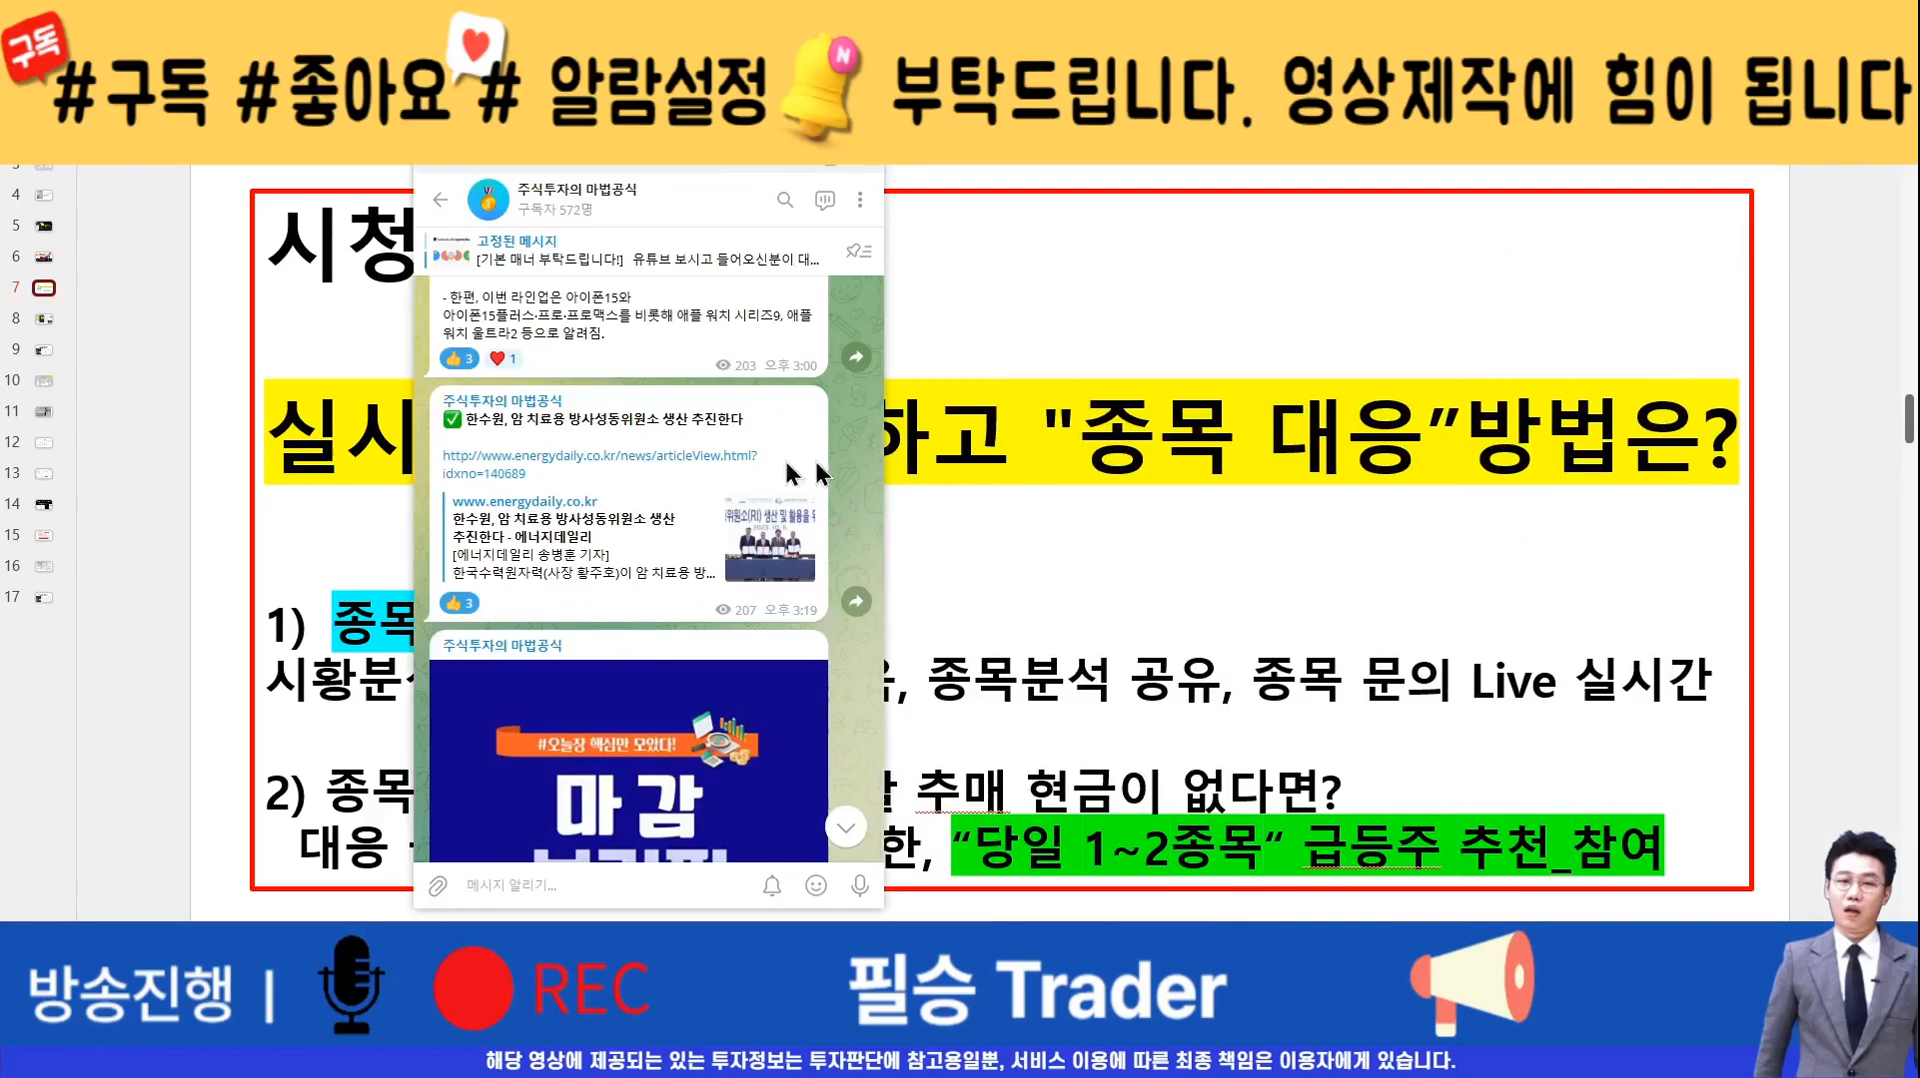 구독
#구독 #좋아요 # 알람설정 N 부탁드립니다. 영상제작에 힘이 됩니다
4
5
6
7
8
9
10
11
12
13
14
15
16
17
시청
실시
하고 "종목 대응”방법은?
1) 종목
시황분
, 종목분석 공유, 종목 문의 Live 실시간
2) 종목
추매 현금이 없다면?
대응
한, “당일 1~2종목“ 급등주 추천_참여
주식투자의 마법공식
구독자 572명
고정된 메시지
[기본 매너 부탁드립니다!] 유튜브 보시고 들어오신분이 대...
- 한편, 이번 라인업은 아이폰15와
아이폰15플러스·프로·프로맥스를 비롯해 애플 워치 시리즈9, 애플
워치 울트라2 등으로 알려짐.
3 1
203 오후 3:00
주식투자의 마법공식
한수원, 암 치료용 방사성동위원소 생산 추진한다
http://www.energydaily.co.kr/news/articleView.html?
idxno=140689
www.energydaily.co.kr
한수원, 암 치료용 방사성동위원소 생산
추진한다 - 에너지데일리
[에너지데일리 송병훈 기자]
한국수력원자력(사장 황주호)이 암 치료용 방...
위원소(RI) 생산 및 활용을
3
207 오후 3:19
주식투자의 마법공식
#오늘장 핵심만 모았다!
마감
메시지 알리기...
방송진행 |
REC
필승 Trader
해당 영상에 제공되는 있는 투자정보는 투자판단에 참고용일뿐, 서비스 이용에 따른 최종 책임은 이용자에게 있습니다.